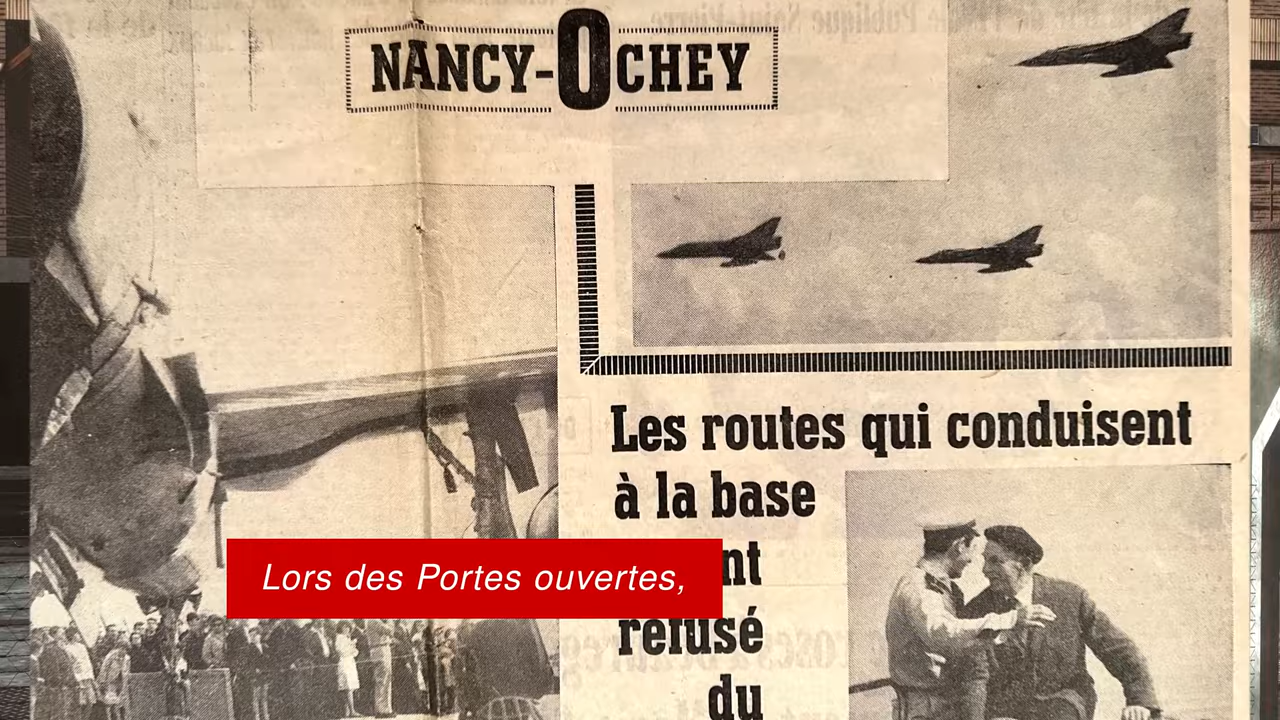 NANCY-OCHEY
Les routes qui conduisent
à la base
nt
refusé
du
Lors des Portes ouvertes,